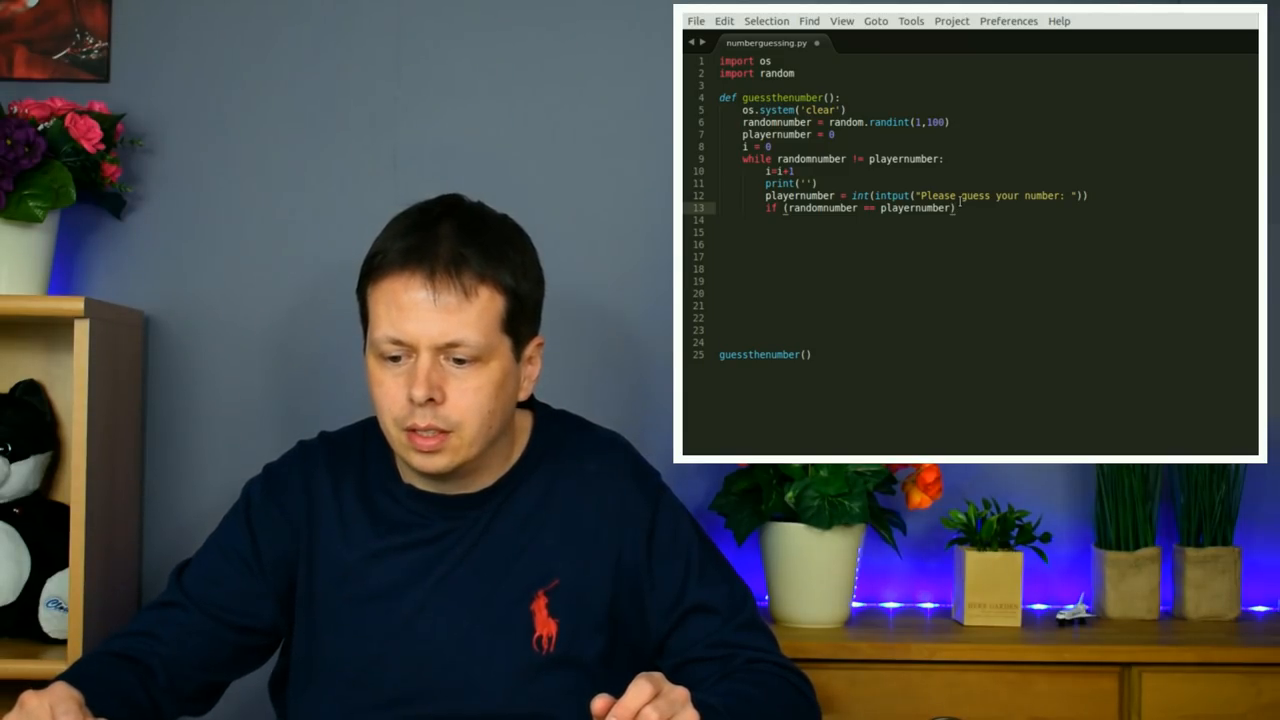 File Edit Selection Find View Goto Tools Project Preferences Help
numberguessing.py
1 import os
2 import random
3
4 def guessthenumber():
5 os.system('clear')
6 randomnumber = random.randint(1,100)
7 playernumber = 0
8 i = 0
9 while randomnumber != playernumber:
10 i=i+1
11 print('')
12 playernumber = int(intput("Please guess your number: "))
13 if (randomnumber == playernumber)
14
15
16
17
18
19
20
21
22
23
24
25 guessthenumber()
HERB GARDEN